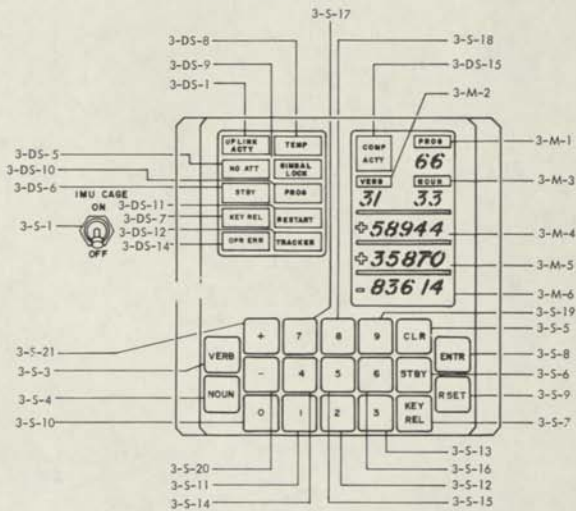 3-S-17
3-DS-8
3-S-18
3-DS-9
3-DS-15
3-DS-1
3-M-2
UPLINK ACTY
TEMP
COMP ACTY
PROG
3-M-1
66
3-DS-5
NO ATT
GIMBAL LOCK
3-DS-10
VERB
NOUN
3-M-3
3-DS-6
STBY
PROG
31
33
IMU CAGE
ON
3-DS-11
KEY REL
RESTART
3-DS-7
+58944
3-M-4
3-S-1
3-DS-12
OPR ERR
TRACKER
3-DS-14
+35870
3-M-5
OFF
-83614
3-M-6
3-S-19
3-S-5
+
7
8
9
CLR
3-S-21
VERB
ENTR
3-S-8
3-S-3
-
4
5
6
STBY
3-S-6
3-S-4
NOUN
RSET
3-S-9
3-S-10
0
1
2
3
KEY REL
3-S-7
3-S-13
3-S-20
3-S-16
3-S-11
3-S-12
3-S-14
3-S-15